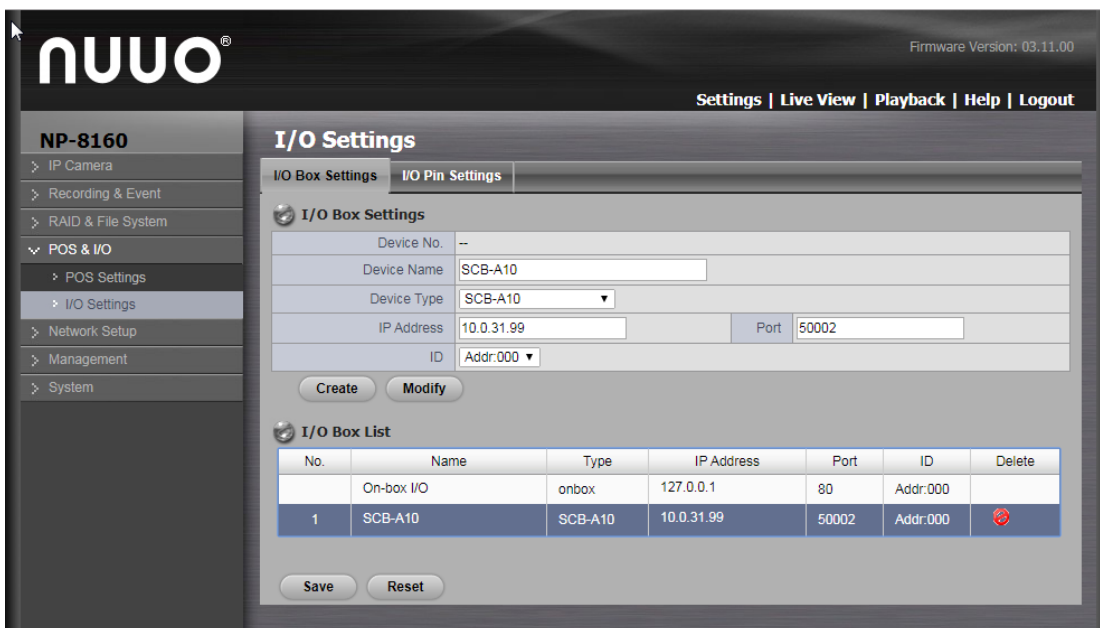 nuuo®
Firmware Version: 03.11.00
Settings | Live View | Playback | Help | Logout
NP-8160
IP Camera
Recording & Event
RAID & File System
POS & I/O
POS Settings
I/O Settings
Network Setup
Management
System
I/O Settings
I/O Box Settings I/O Pin Settings
I/O Box Settings
Device No. --
Device Name SCB-A10
Device Type SCB-A10
IP Address 10.0.31.99 Port 50002
ID Addr:000
Create Modify
I/O Box List
No. Name Type IP Address Port ID Delete
On-box I/O onbox 127.0.0.1 80 Addr:000
1 SCB-A10 SCB-A10 10.0.31.99 50002 Addr:000
Save Reset